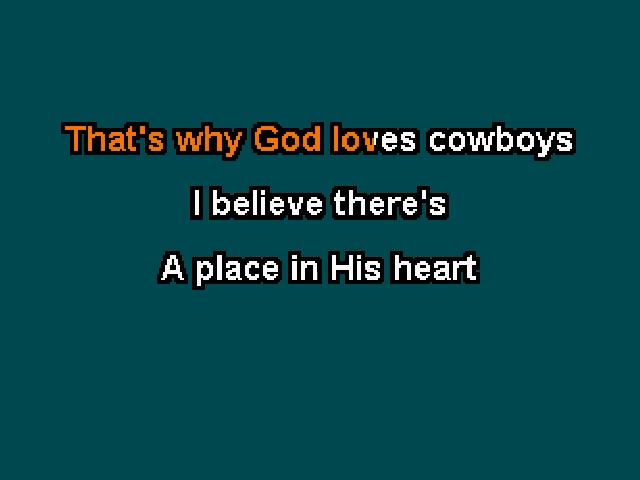 That's why God loves cowboys
I believe there's
A place in His heart